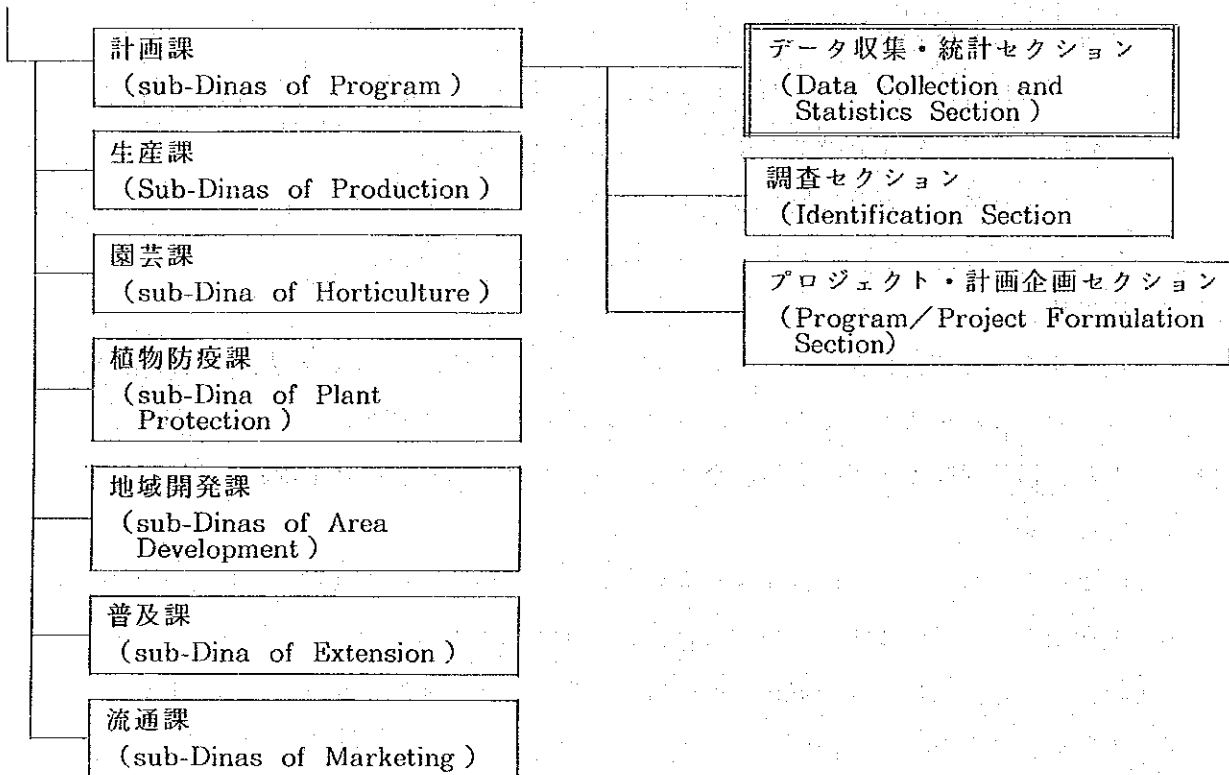 計画課
(sub-Dinas of Program)
生産課
(Sub-Dinas of Production)
園芸課
(sub-Dina of Horticulture)
植物防疫課
(sub-Dina of Plant
Protection)
地域開発課
(sub-Dinas of Area
Development)
普及課
(sub-Dina of Extension)
流通課
(sub-Dinas of Marketing)
データ収集・統計セクション
(Data Collection and
Statistics Section)
調査セクション
(Identification Section
プロジェクト・計画企画セクション
(Program/Project Formulation
Section)